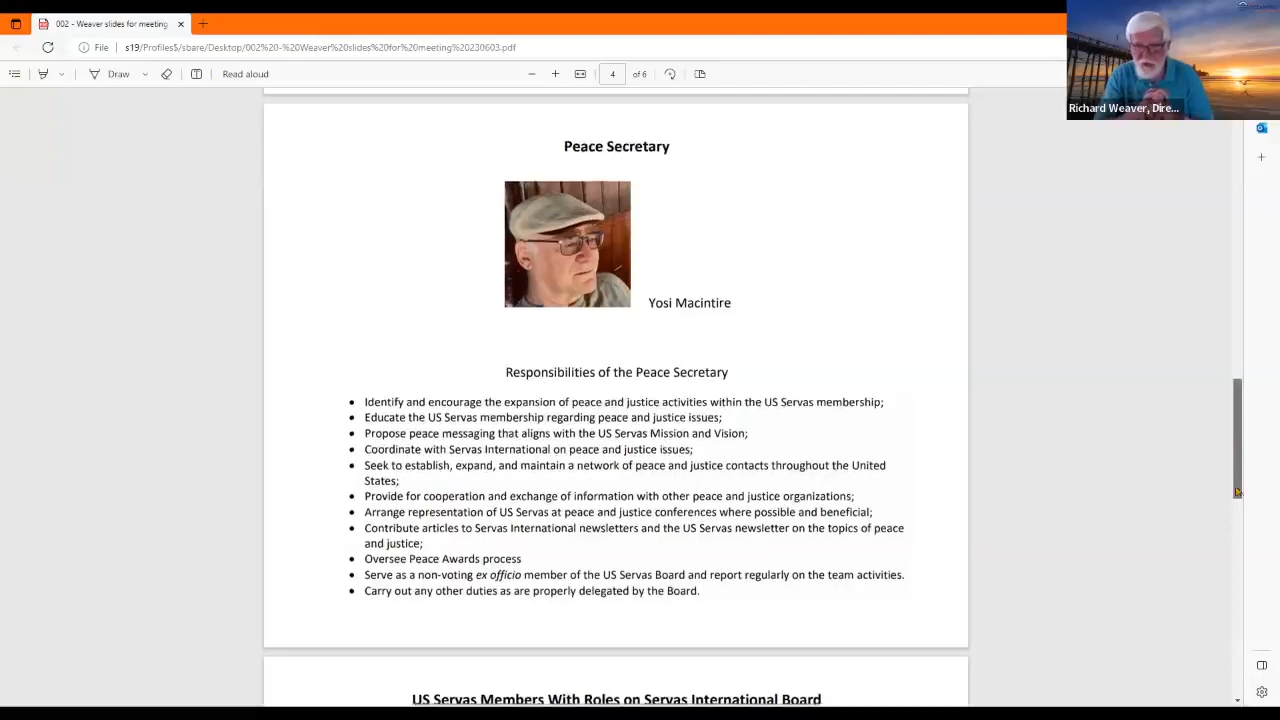 002 - Weaver slides for meeting
File
s19/Profiles$/sbare/Desktop/002%20-%20Weaver%20slides%20for%20meeting%20230603.pdf
Draw
Read aloud
4
of 6
Richard Weaver, Dire...
Peace Secretary
Yosi Macintire
Responsibilities of the Peace Secretary
• Identify and encourage the expansion of peace and justice activities within the US Servas membership;
• Educate the US Servas membership regarding peace and justice issues;
• Propose peace messaging that aligns with the US Servas Mission and Vision;
• Coordinate with Servas International on peace and justice issues;
• Seek to establish, expand, and maintain a network of peace and justice contacts throughout the United
States;
• Provide for cooperation and exchange of information with other peace and justice organizations;
• Arrange representation of US Servas at peace and justice conferences where possible and beneficial;
• Contribute articles to Servas International newsletters and the US Servas newsletter on the topics of peace
and justice;
• Oversee Peace Awards process
• Serve as a non-voting ex officio member of the US Servas Board and report regularly on the team activities.
• Carry out any other duties as are properly delegated by the Board.
US Servas Members With Roles on Servas International Board